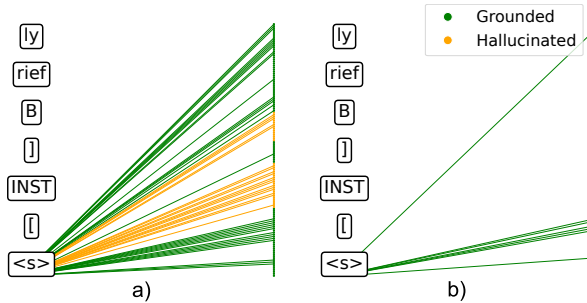 ly
rief
B
]
INST
[
<s>
a)
ly
rief
B
]
INST
[
<s>
b)
Grounded
Hallucinated